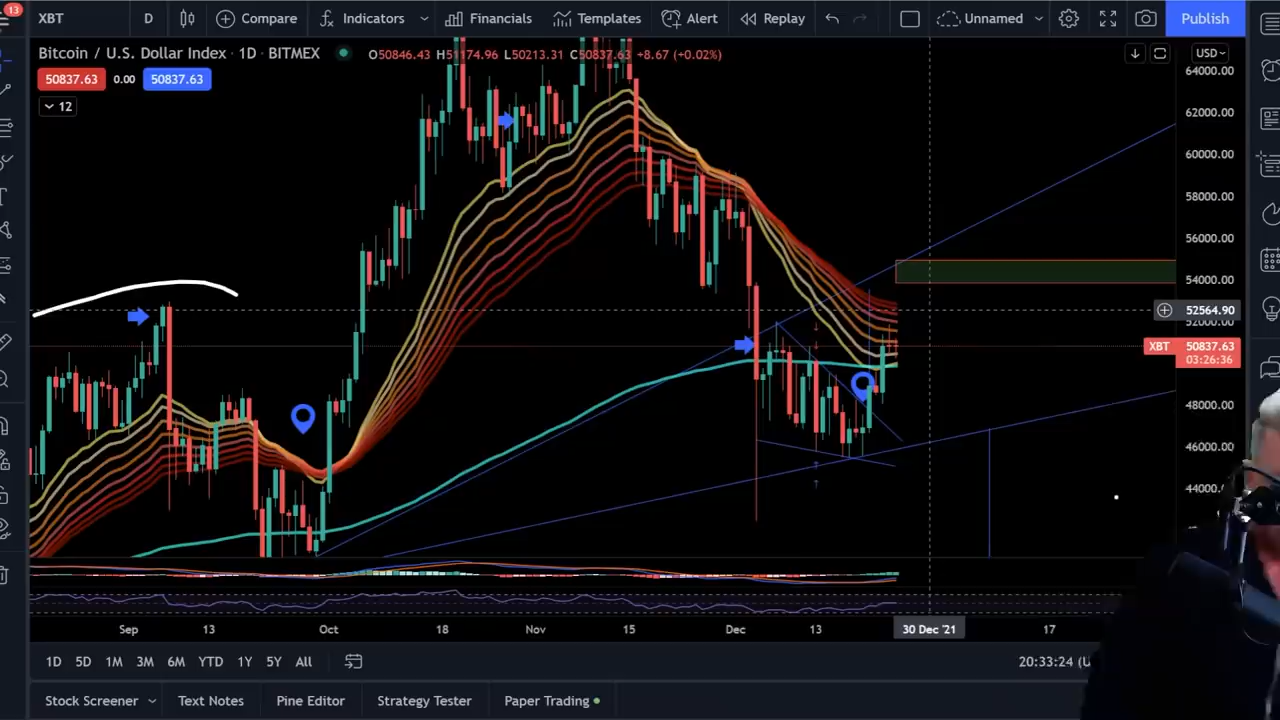 13
XBT
D
Compare
Indicators
Financials
Templates
Alert
Replay
Unnamed
Publish
Bitcoin / U.S. Dollar Index · 1D · BITMEX
O50846.43 H51174.96 L50213.31 C50837.63 +8.67 (+0.02%)
USD
50837.63
0.00
50837.63
12
64000.00
62000.00
60000.00
58000.00
56000.00
54000.00
52564.90
52000.00
XBT
50837.63
03:26:36
48000.00
46000.00
44000.
Sep
13
Oct
18
Nov
15
Dec
13
30 Dec '21
17
1D
5D
1M
3M
6M
YTD
1Y
5Y
All
20:33:24 (U
Stock Screener
Text Notes
Pine Editor
Strategy Tester
Paper Trading